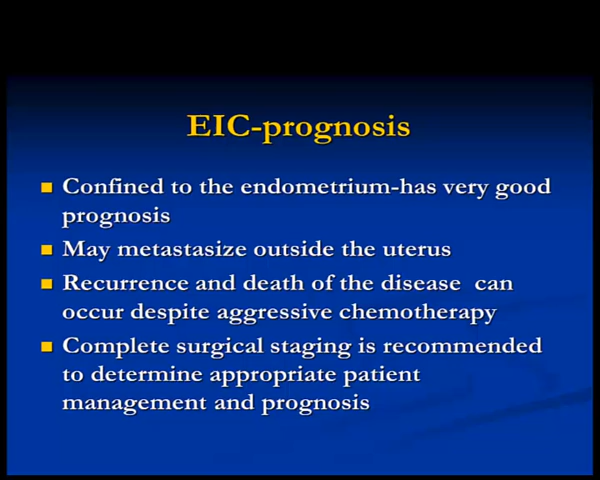 EIC-prognosis
Confined to the endometrium-has very good
prognosis
May metastasize outside the uterus
Recurrence and death of the disease can
occur despite aggressive chemotherapy
Complete surgical staging is recommended
to determine appropriate patient
management and prognosis